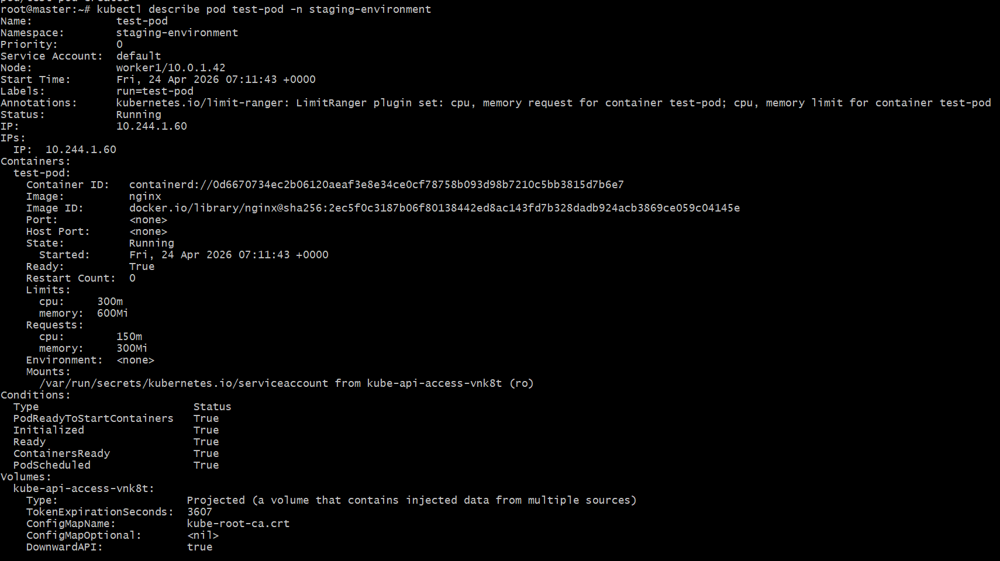 pod/test-pod created
root@master:~# kubectl describe pod test-pod -n staging-environment
Name:             test-pod
Namespace:        staging-environment
Priority:         0
Service Account:  default
Node:             worker1/10.0.1.42
Start Time:       Fri, 24 Apr 2026 07:11:43 +0000
Labels:           run=test-pod
Annotations:      kubernetes.io/limit-ranger: LimitRanger plugin set: cpu, memory request for container test-pod; cpu, memory limit for container test-pod
Status:           Running
IP:               10.244.1.60
IPs:
  IP:  10.244.1.60
Containers:
  test-pod:
    Container ID:   containerd://0d6670734ec2b06120aeaf3e8e34ce0cf78758b093d98b7210c5bb3815d7b6e7
    Image:          nginx
    Image ID:       docker.io/library/nginx@sha256:2ec5f0c3187b06f80138442ed8ac143fd7b328dadb924acb3869ce059c04145e
    Port:           <none>
    Host Port:      <none>
    State:          Running
      Started:      Fri, 24 Apr 2026 07:11:43 +0000
    Ready:          True
    Restart Count:  0
    Limits:
      cpu:     300m
      memory:  600Mi
    Requests:
      cpu:        150m
      memory:     300Mi
    Environment:  <none>
    Mounts:
      /var/run/secrets/kubernetes.io/serviceaccount from kube-api-access-vnk8t (ro)
Conditions:
  Type                        Status
  PodReadyToStartContainers   True
  Initialized                 True
  Ready                       True
  ContainersReady             True
  PodScheduled                True
Volumes:
  kube-api-access-vnk8t:
    Type:                    Projected (a volume that contains injected data from multiple sources)
    TokenExpirationSeconds:  3607
    ConfigMapName:           kube-root-ca.crt
    ConfigMapOptional:       <nil>
    DownwardAPI:             true